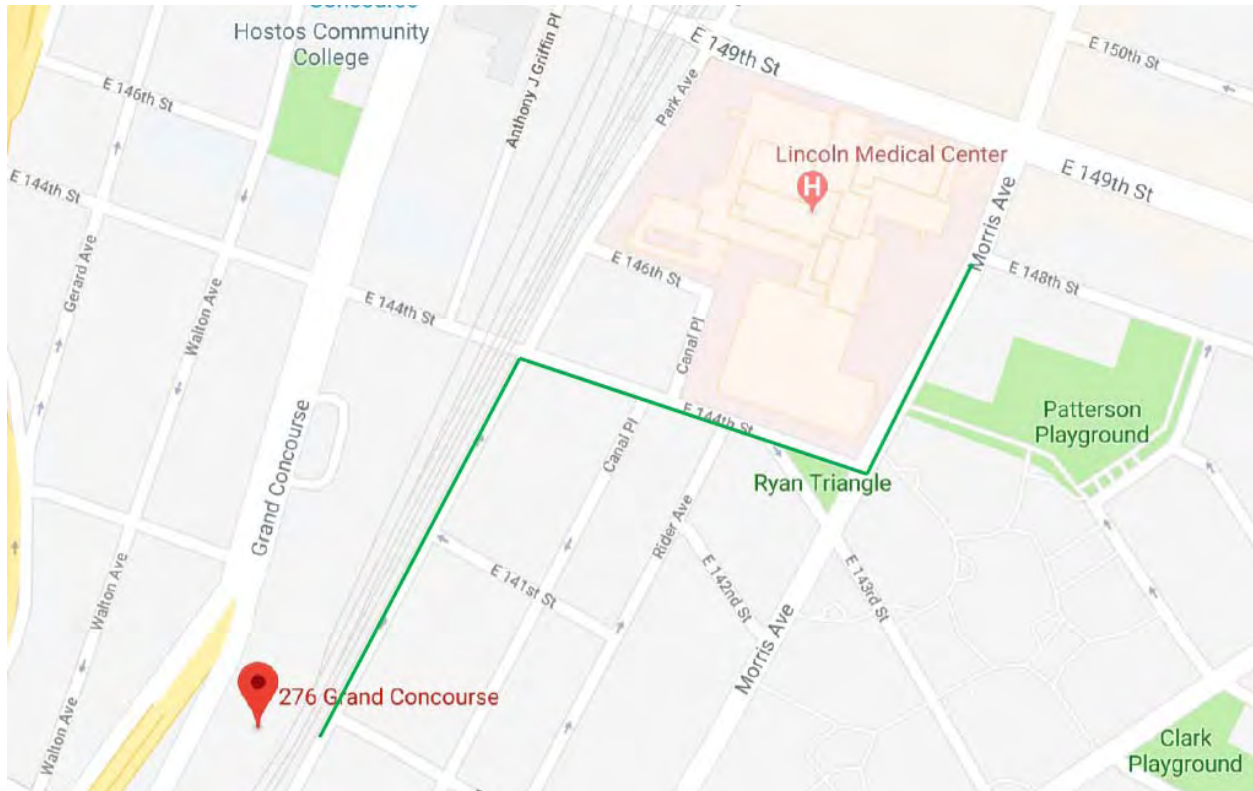 Concourse
Hostos Community
College
Anthony J Griffin Pl
E 149th St
E 150th St
Park Ave
E 146th St
Lincoln Medical Center
H
E 149th St
E 144th St
Morris Ave
Gerard Ave
Walton Ave
E 146th St
E 148th St
E 144th St
Canal Pl
Grand Concourse
E 144th St
Patterson
Playground
Canal Pl
Ryan Triangle
Rider Ave
E 141st St
E 142nd St
E 143rd St
Walton Ave
Morris Ave
276 Grand Concourse
Walton Ave
Clark
Playground